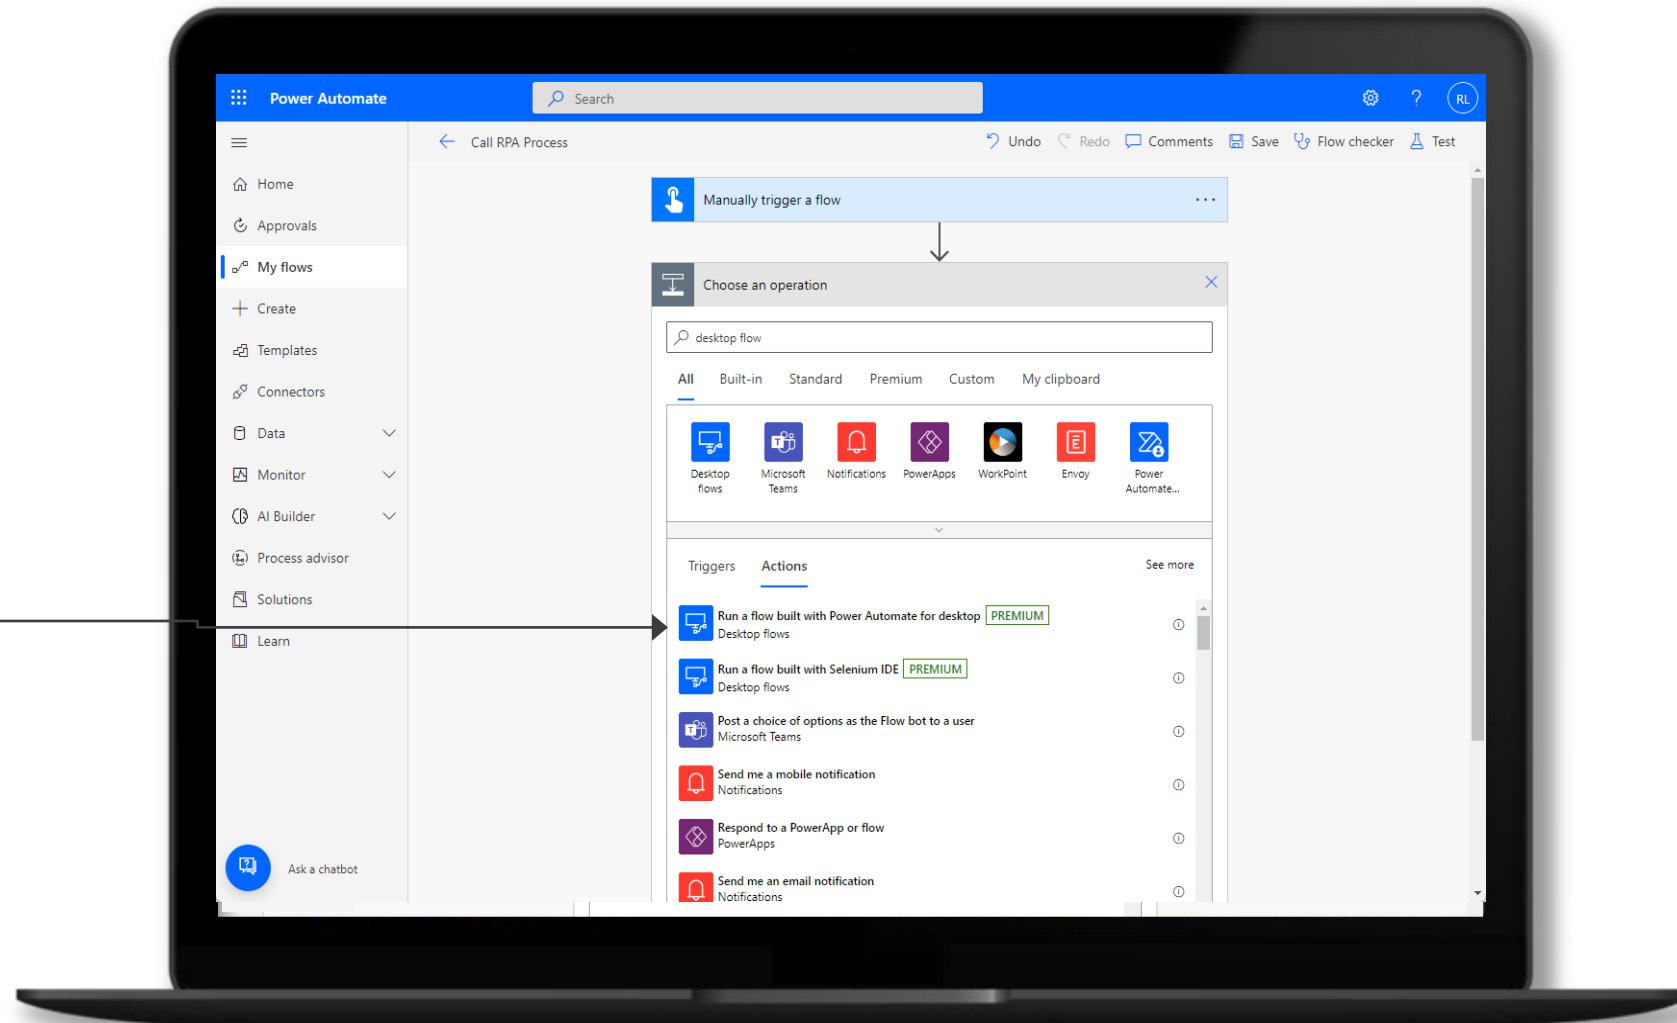 Power Automate
Search
RL
Call RPA Process
Undo
Redo
Comments
Save
Flow checker
Test
Home
Approvals
My flows
Create
Templates
Connectors
Data
Monitor
AI Builder
Process advisor
Solutions
Learn
Ask a chatbot
Manually trigger a flow
Choose an operation
desktop flow
All Built-in Standard Premium Custom My clipboard
Desktop
flows
Microsoft
Teams
Notifications
PowerApps
WorkPoint
Envoy
Power
Automate...
Triggers Actions See more
Run a flow built with Power Automate for desktop PREMIUM
Desktop flows
Run a flow built with Selenium IDE PREMIUM
Desktop flows
Post a choice of options as the Flow bot to a user
Microsoft Teams
Send me a mobile notification
Notifications
Respond to a PowerApp or flow
PowerApps
Send me an email notification
Notifications